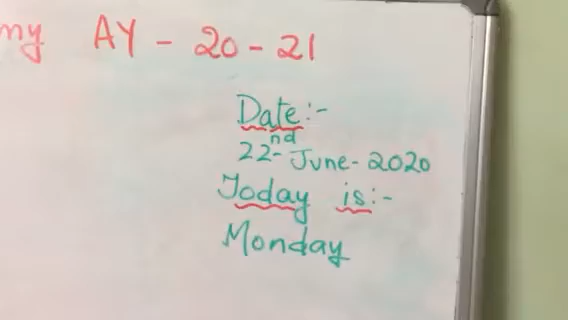 my AY - 20 - 21
Date:-
22nd June - 2020
Today is:-
Monday